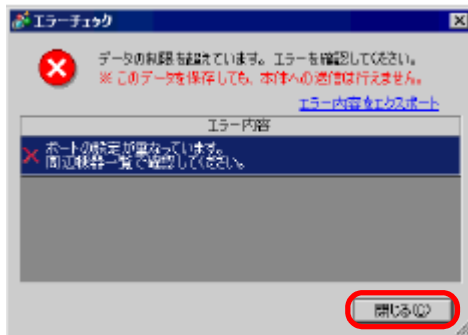 エラーチェック
データの制限を超えています。エラーを確認してください。
※ このデータを保存しても、本体への送信は行えません。
エラー内容をエクスポート
エラー内容
ポートの設定が重なっています。
周辺機器一覧で確認してください。
閉じる(C)